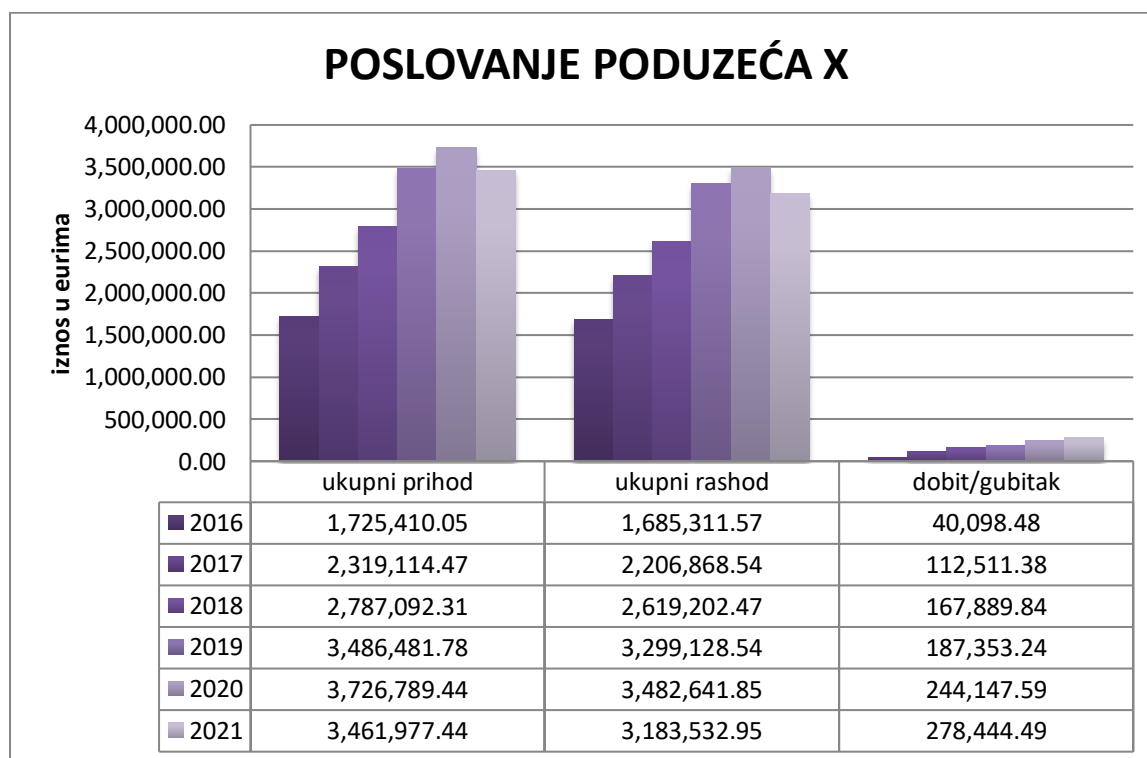 POSLOVANJE PODUZEĆA X
iznos u eurima
4,000,000.00
3,500,000.00
3,000,000.00
2,500,000.00
2,000,000.00
1,500,000.00
1,000,000.00
500,000.00
0.00
ukupni prihod ukupni rashod dobit/gubitak
2016 1,725,410.05 1,685,311.57 40,098.48
2017 2,319,114.47 2,206,868.54 112,511.38
2018 2,787,092.31 2,619,202.47 167,889.84
2019 3,486,481.78 3,299,128.54 187,353.24
2020 3,726,789.44 3,482,641.85 244,147.59
2021 3,461,977.44 3,183,532.95 278,444.49